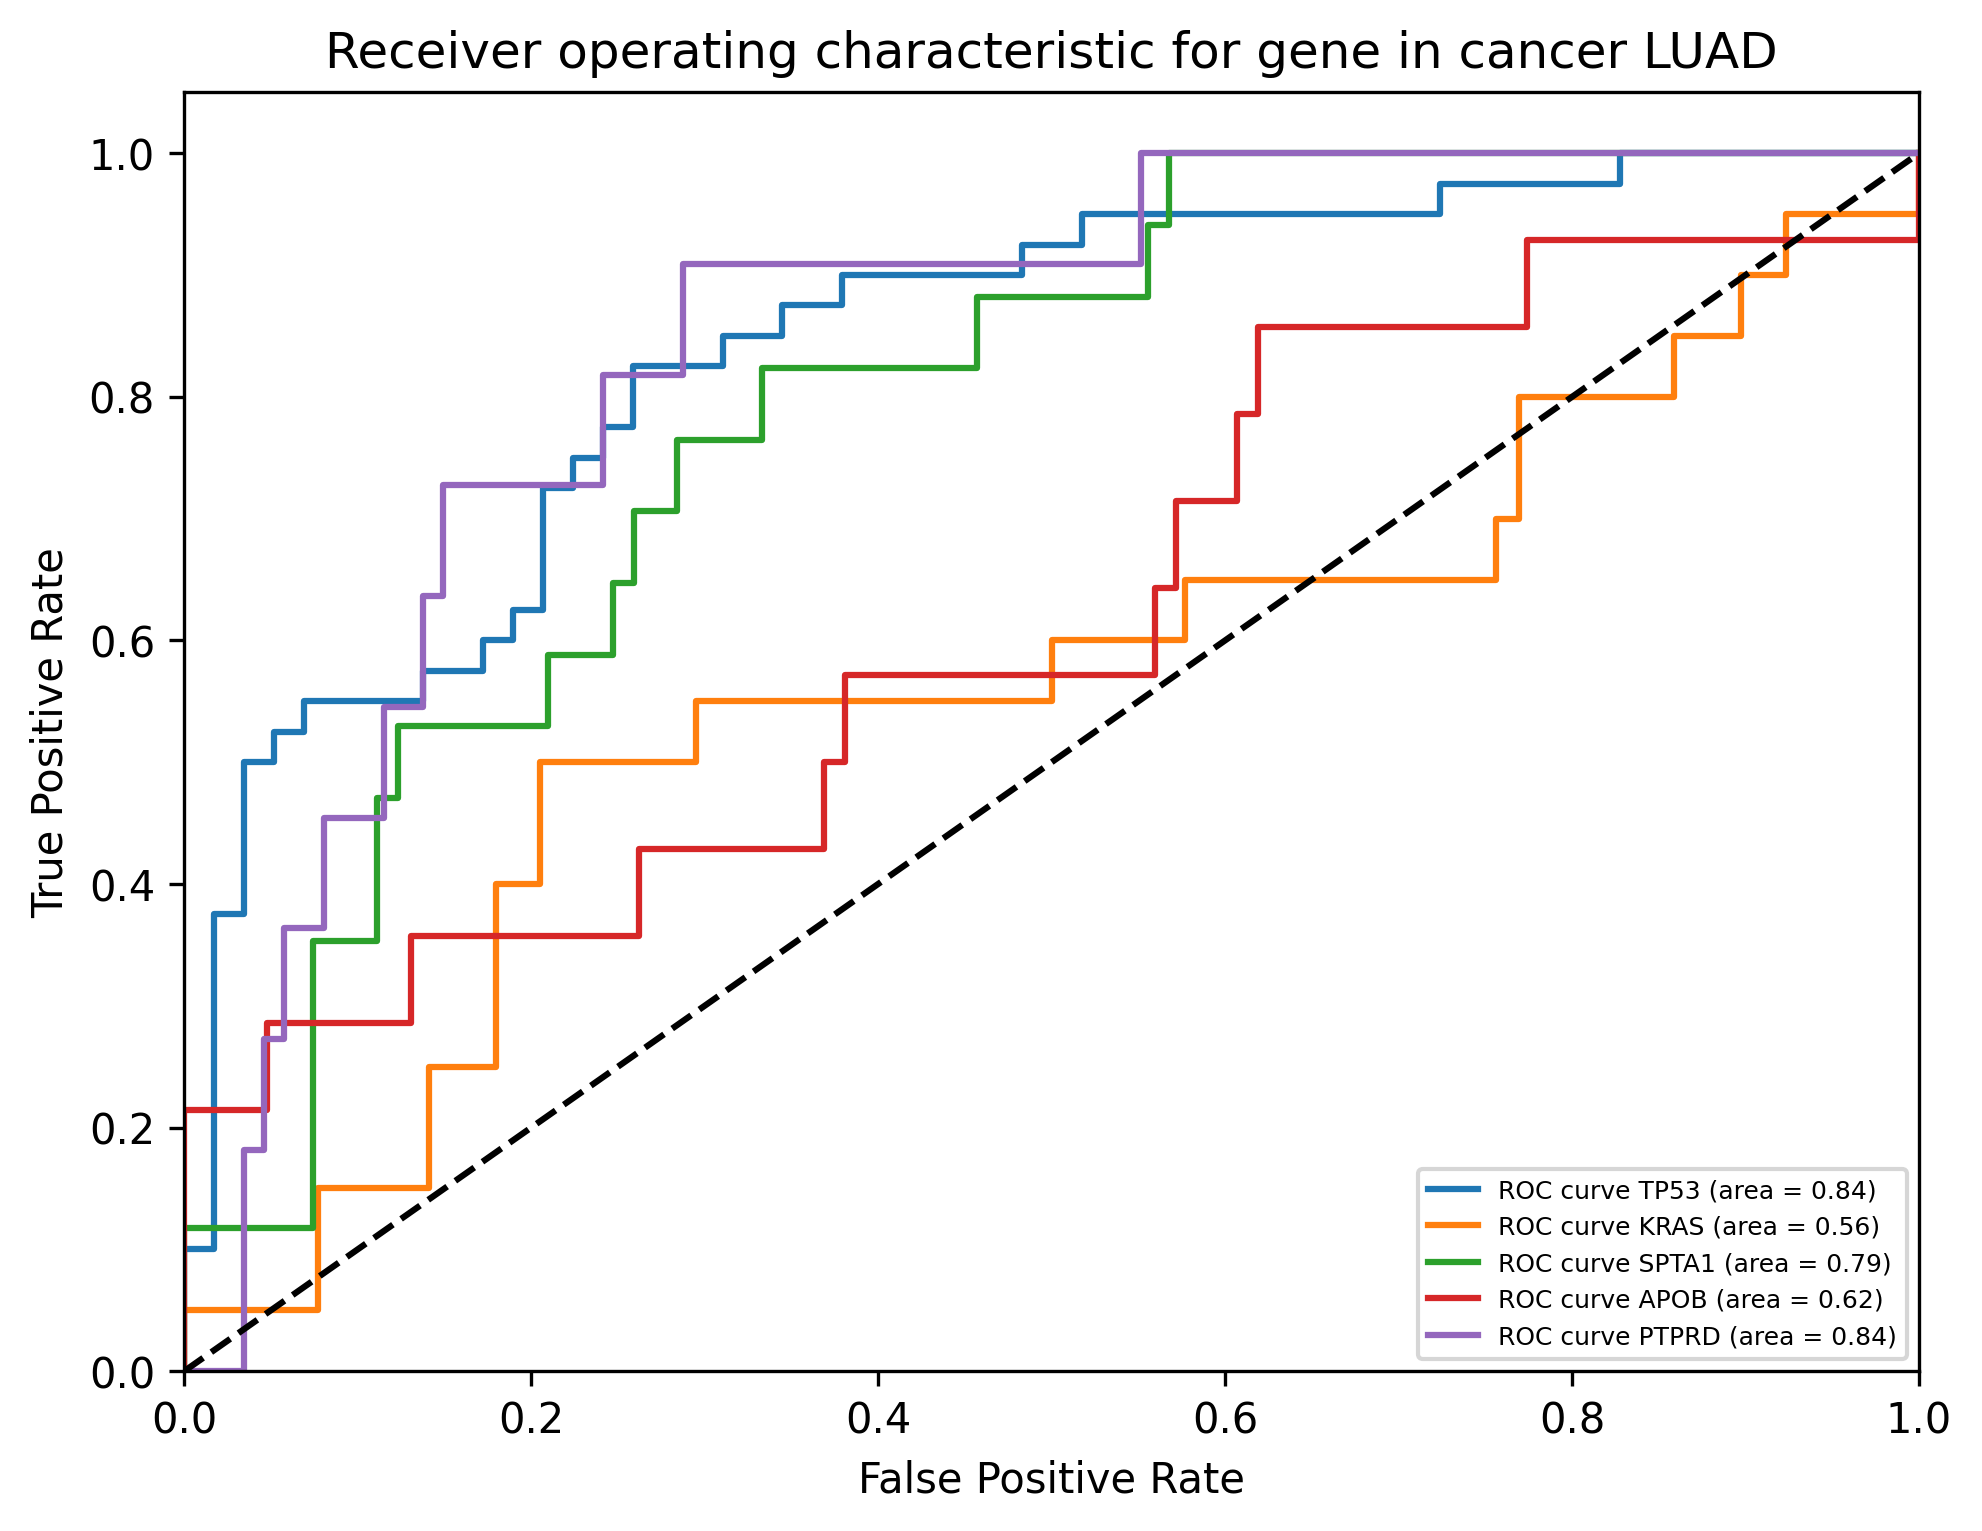 Receiver operating characteristic for gene in cancer LUAD
1.0
0.8
0.6
0.4
0.2
0.0
True Positive Rate
0.0 0.2 0.4 0.6 0.8 1.0
False Positive Rate
ROC curve TP53 (area = 0.84)
ROC curve KRAS (area = 0.56)
ROC curve SPTA1 (area = 0.79)
ROC curve APOB (area = 0.62)
ROC curve PTPRD (area = 0.84)